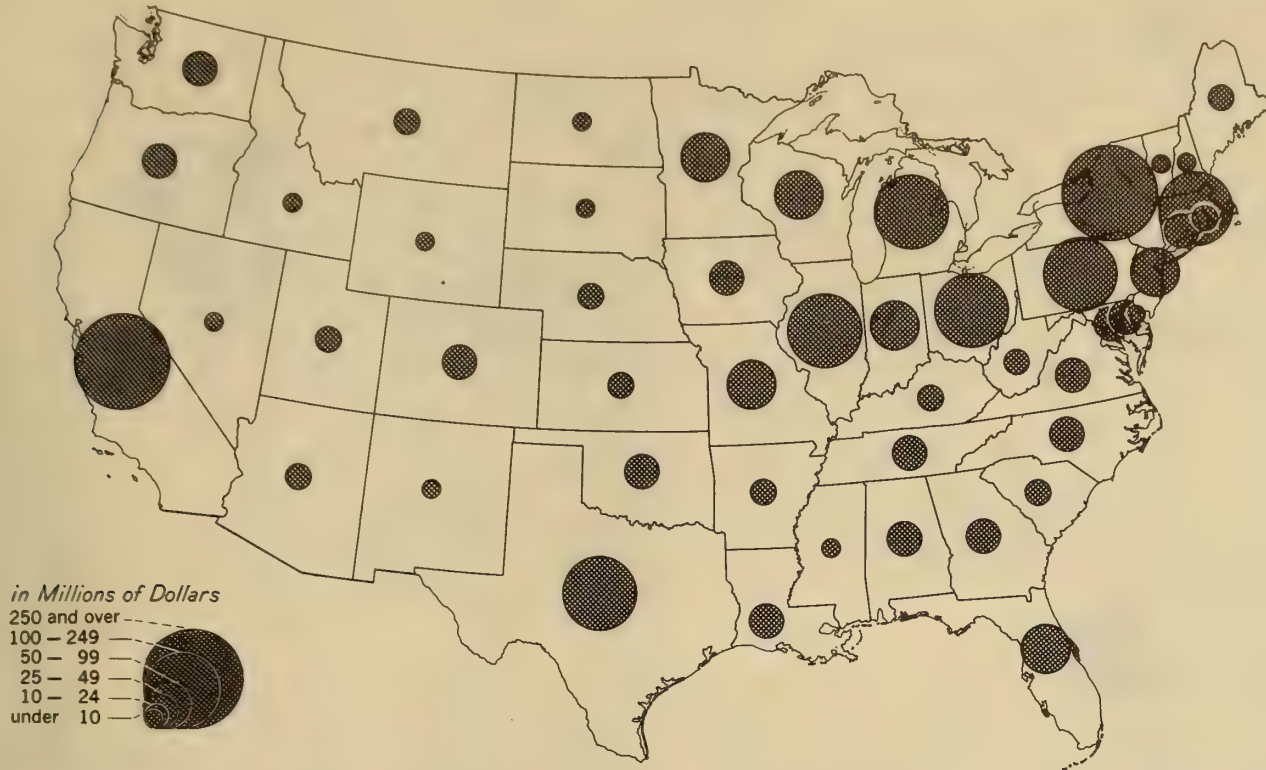 in Millions of Dollars
250 and over
100 – 249
50 – 99
25 – 49
10 – 24
under 10